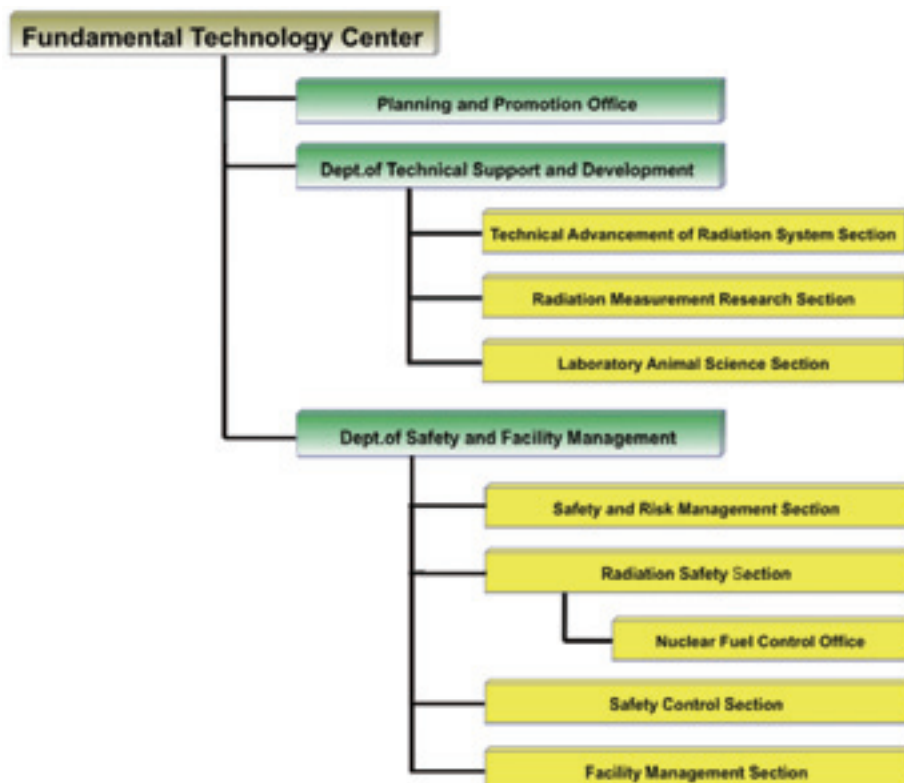 Fundamental Technology Center
Planning and Promotion Office
Dept.of Technical Support and Development
Technical Advancement of Radiation System Section
Radiation Measurement Research Section
Laboratory Animal Science Section
Dept.of Safety and Facility Management
Safety and Risk Management Section
Radiation Safety Section
Nuclear Fuel Control Office
Safety Control Section
Facility Management Section